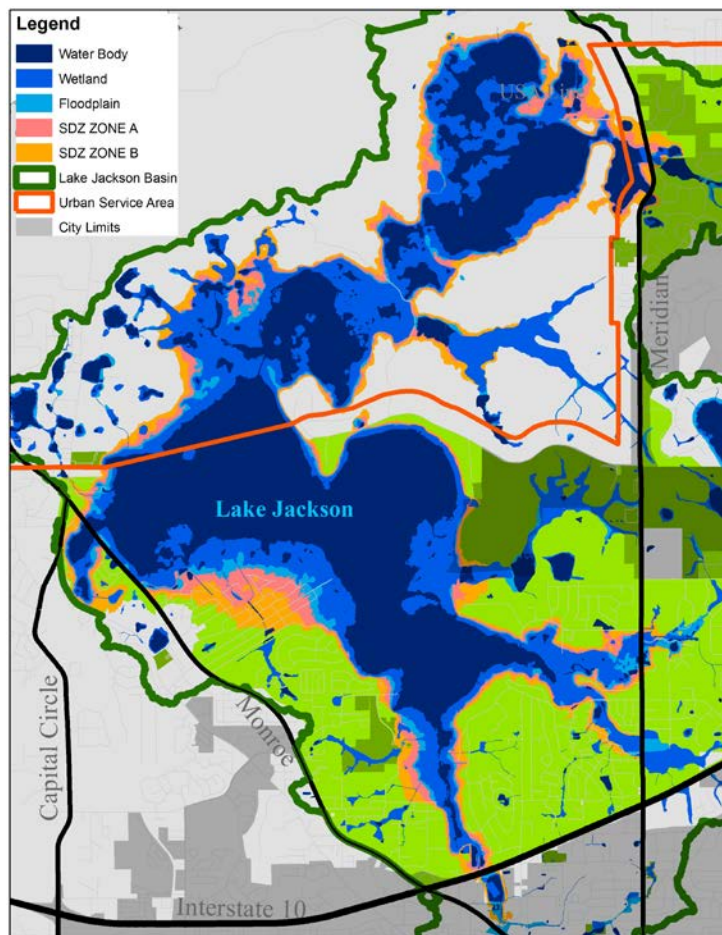 Legend
Water Body
Wetland
Floodplain
SDZ ZONE A
SDZ ZONE B
Lake Jackson Basin
Urban Service Area
City Limits
Meridian
Lake Jackson
Capital Circle
Monroe
Interstate 10